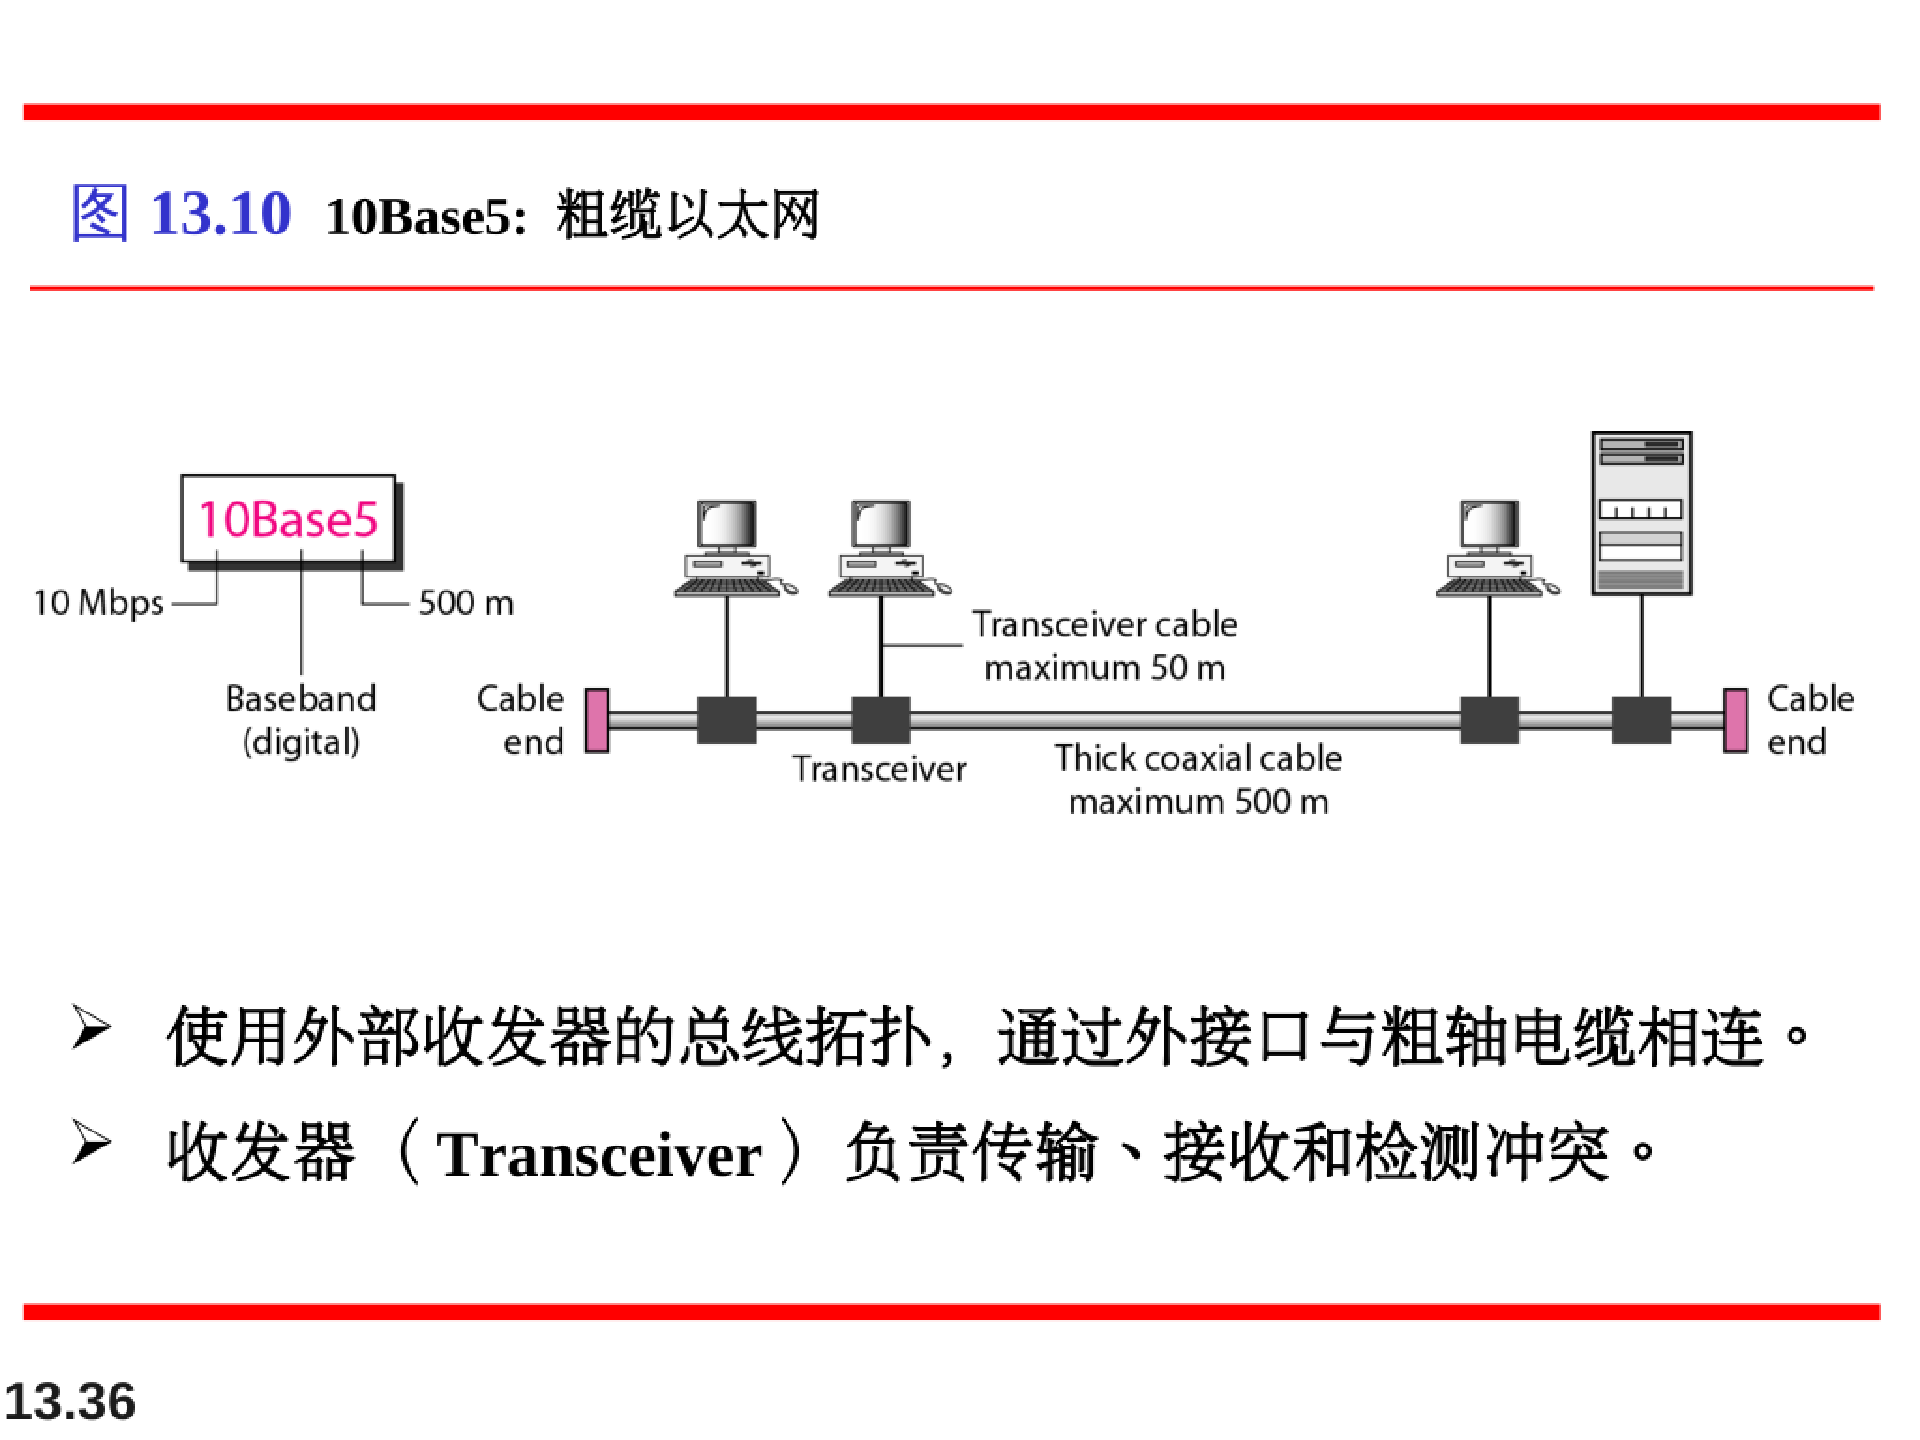 图 13.10 10Base5: 粗缆以太网
10Base5
10 Mbps
500 m
Baseband
(digital)
Transceiver cable
maximum 50 m
Cable
end
Transceiver
Thick coaxial cable
maximum 500 m
Cable
end
使用外部收发器的总线拓扑，通过外接口与粗轴电缆相连。
收发器（Transceiver）负责传输、接收和检测冲突。
13.36